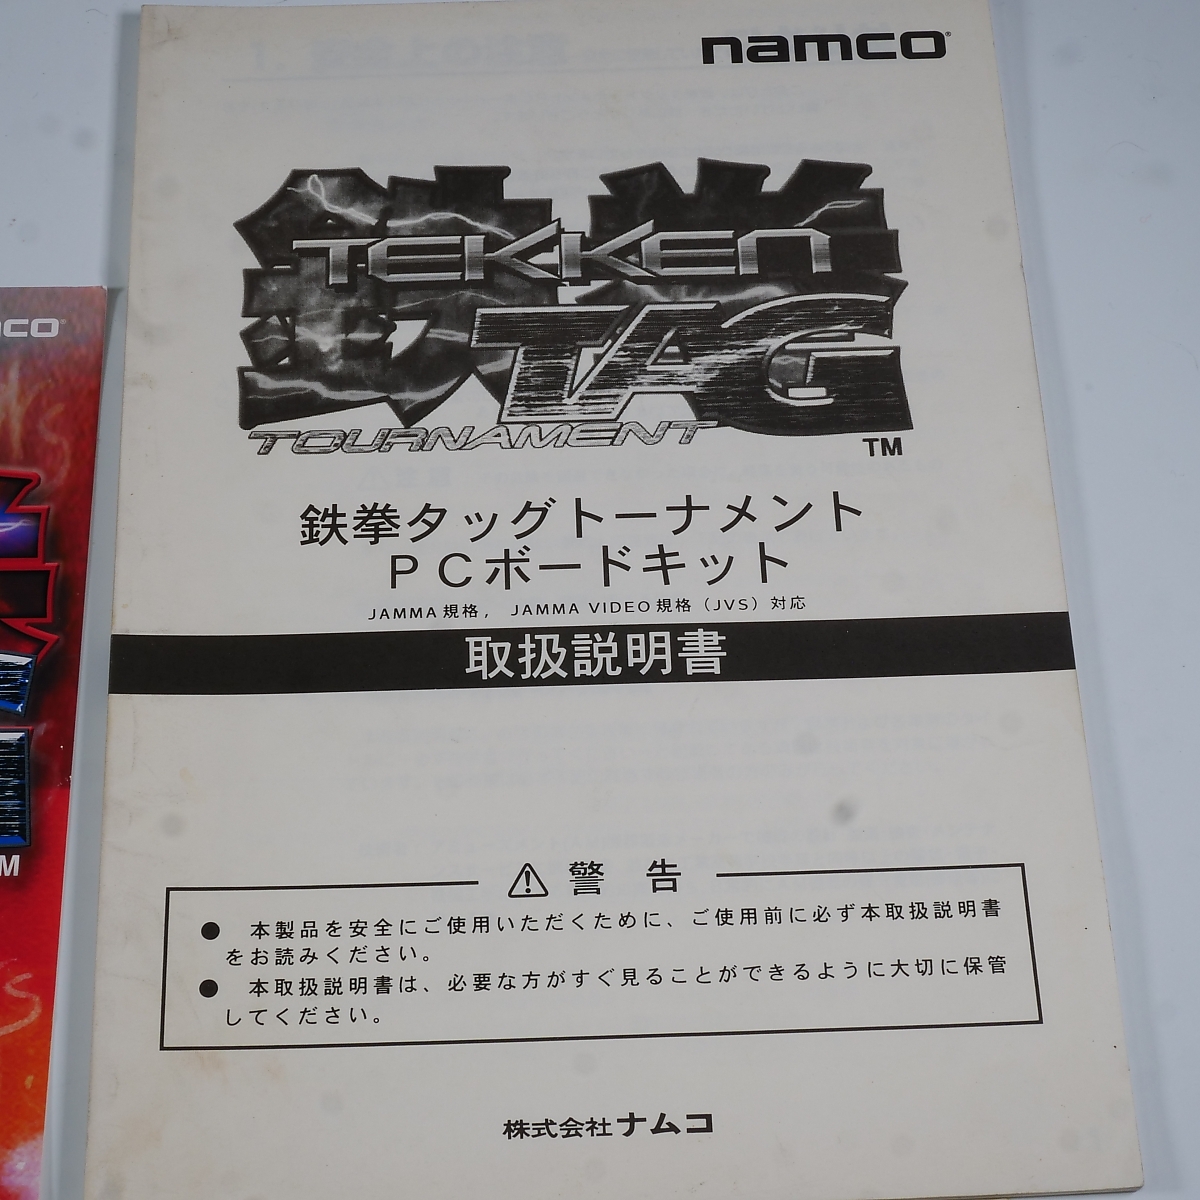 namco®
鉄拳
TEKKEN
TAG
TOURNAMENT
TM
鉄拳タッグトーナメント
PCボードキット
JAMMA規格, JAMMA VIDEO規格(JVS)対応
取扱説明書
⚠ 警告
● 本製品を安全にご使用いただくために、ご使用前に必ず本取扱説明書
をお読みください。
● 本取扱説明書は、必要な方がすぐ見ることができるように大切に保管
してください。
株式会社ナムコ
co
M